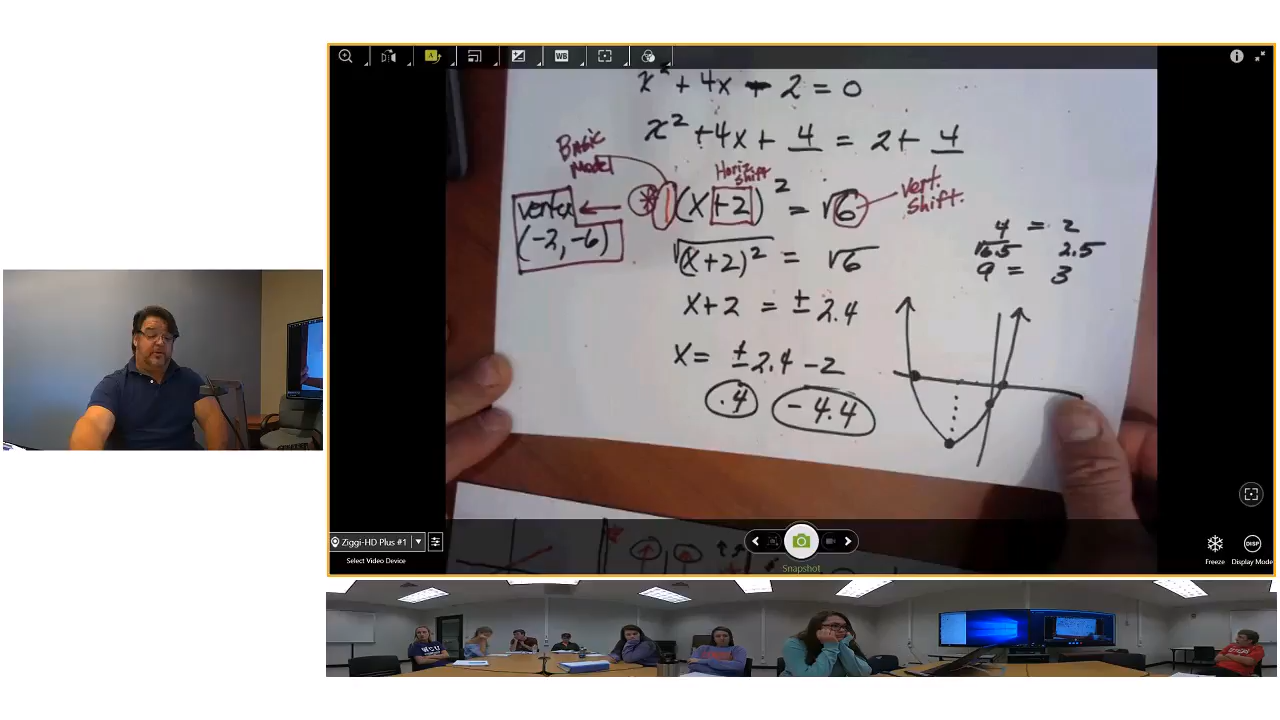 WB
x² + 4x - 2 = 0
x² + 4x + 4 = 2 + 4
Basic
Model
Horiz.
shift
1(x +2)² = √6
vert.
shift.
vertex
(-2, -6)
√(x+2)² = √6
4 = 2
√6.5 2.5
9 = 3
x+2 = ± 2.4
x = ± 2.4 - 2
.4 -4.4
Ziggi-HD Plus #1
Select Video Device
Snapshot
Freeze
DISP
Display Mode